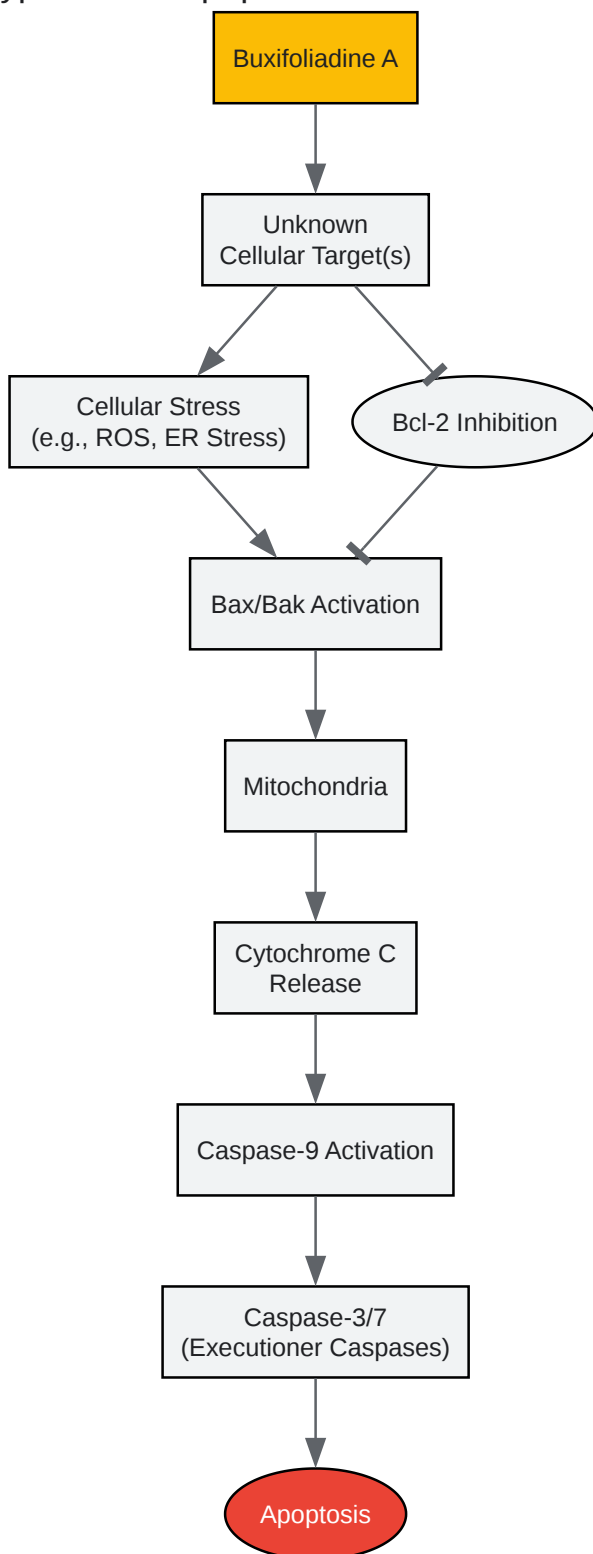 Buxifoliadine A
Unknown
Cellular Target(s)
Cellular Stress
(e.g., ROS, ER Stress)
Bcl-2 Inhibition
Bax/Bak Activation
Mitochondria
Cytochrome C
Release
Caspase-9 Activation
Caspase-3/7
(Executioner Caspases)
Apoptosis